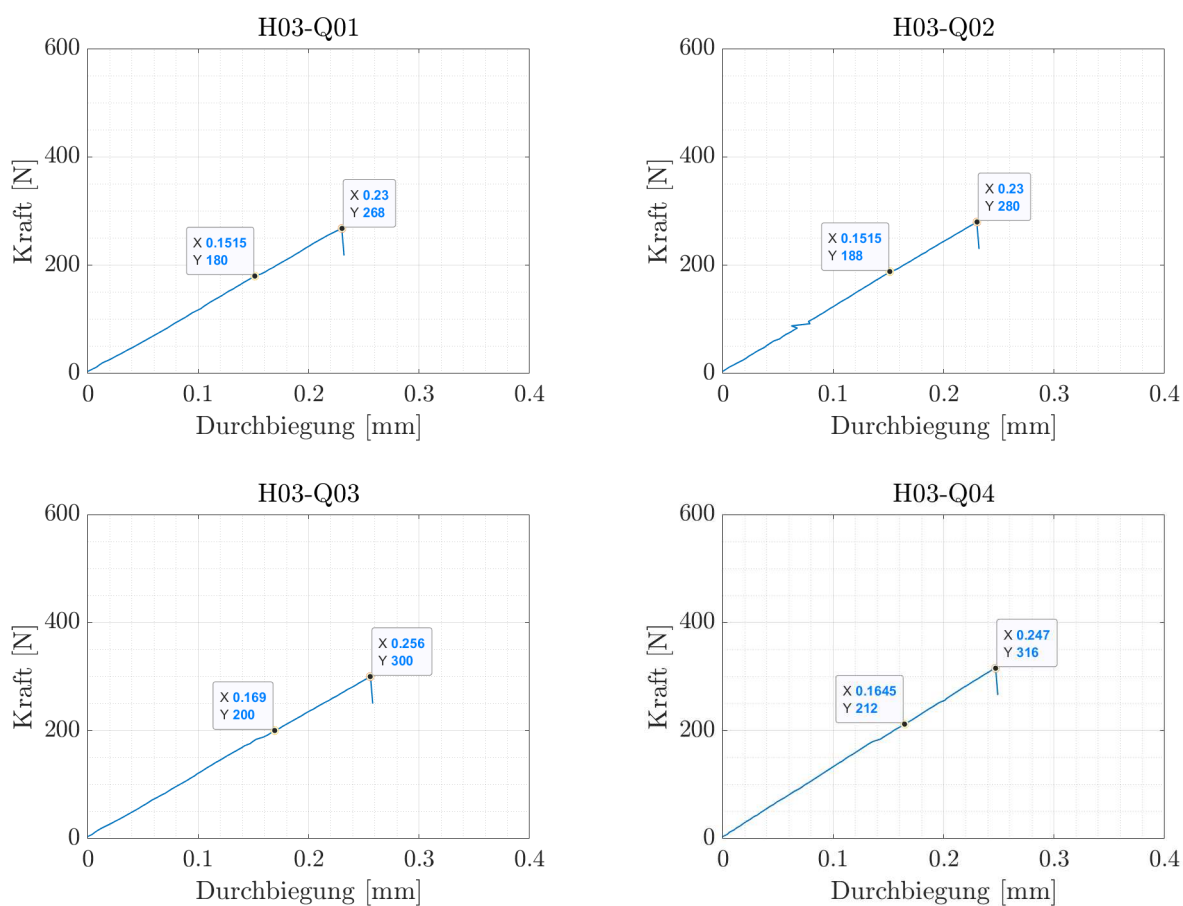 H03-Q01
600
400
200
0
Kraft [N]
X 0.1515
Y 180
X 0.23
Y 268
0 0.1 0.2 0.3 0.4
Durchbiegung [mm]
H03-Q02
600
400
200
0
Kraft [N]
X 0.1515
Y 188
X 0.23
Y 280
0 0.1 0.2 0.3 0.4
Durchbiegung [mm]
H03-Q03
600
400
200
0
Kraft [N]
X 0.169
Y 200
X 0.256
Y 300
0 0.1 0.2 0.3 0.4
Durchbiegung [mm]
H03-Q04
600
400
200
0
Kraft [N]
X 0.1645
Y 212
X 0.247
Y 316
0 0.1 0.2 0.3 0.4
Durchbiegung [mm]